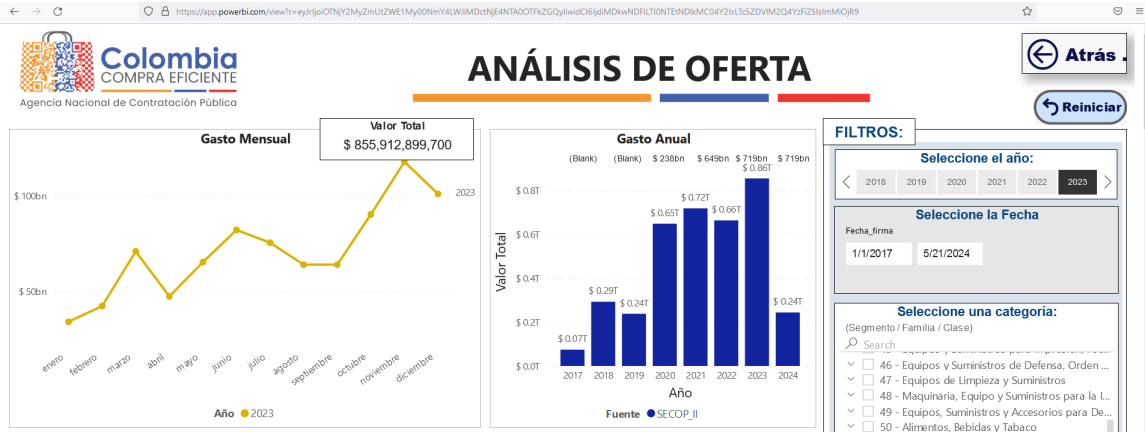 https://app.powerbi.com/view?r=eyJrIjoiOTNjY2MyZmUtZWE1My00NmY4LWJiMDctNjE4NTA0OTFkZGQyIiwidCI6IjdiMDkwNDFlLTI0NTEtNDlkMC04Y2IxLTc5ZDVlM2Q4YzFiZSIsImMiOjR9
Colombia
COMPRA EFICIENTE
Agencia Nacional de Contratación Pública
ANÁLISIS DE OFERTA
Atrás .
Reiniciar
Gasto Mensual
Valor Total
$ 855,912,899,700
$ 100bn
$ 50bn
2023
enero
febrero
marzo
abril
mayo
junio
julio
agosto
septiembre
octubre
noviembre
diciembre
Año 2023
Gasto Anual
(Blank) (Blank) $ 238bn $ 649bn $ 719bn $ 719bn
Valor Total
$ 0.8T
$ 0.6T
$ 0.4T
$ 0.2T
$ 0.0T
$ 0.07T
$ 0.29T
$ 0.24T
$ 0.65T
$ 0.72T
$ 0.66T
$ 0.86T
$ 0.24T
2017 2018 2019 2020 2021 2022 2023 2024
Año
Fuente SECOP_II
FILTROS:
Seleccione el año:
2018 2019 2020 2021 2022 2023
Seleccione la Fecha
Fecha_firma
1/1/2017 5/21/2024
Seleccione una categoría:
(Segmento / Familia / Clase)
Search
46 - Equipos y Suministros de Defensa, Orden ...
47 - Equipos de Limpieza y Suministros
48 - Maquinaria, Equipo y Suministros para la I...
49 - Equipos, Suministros y Accesorios para De...
50 - Alimentos, Bebidas y Tabaco